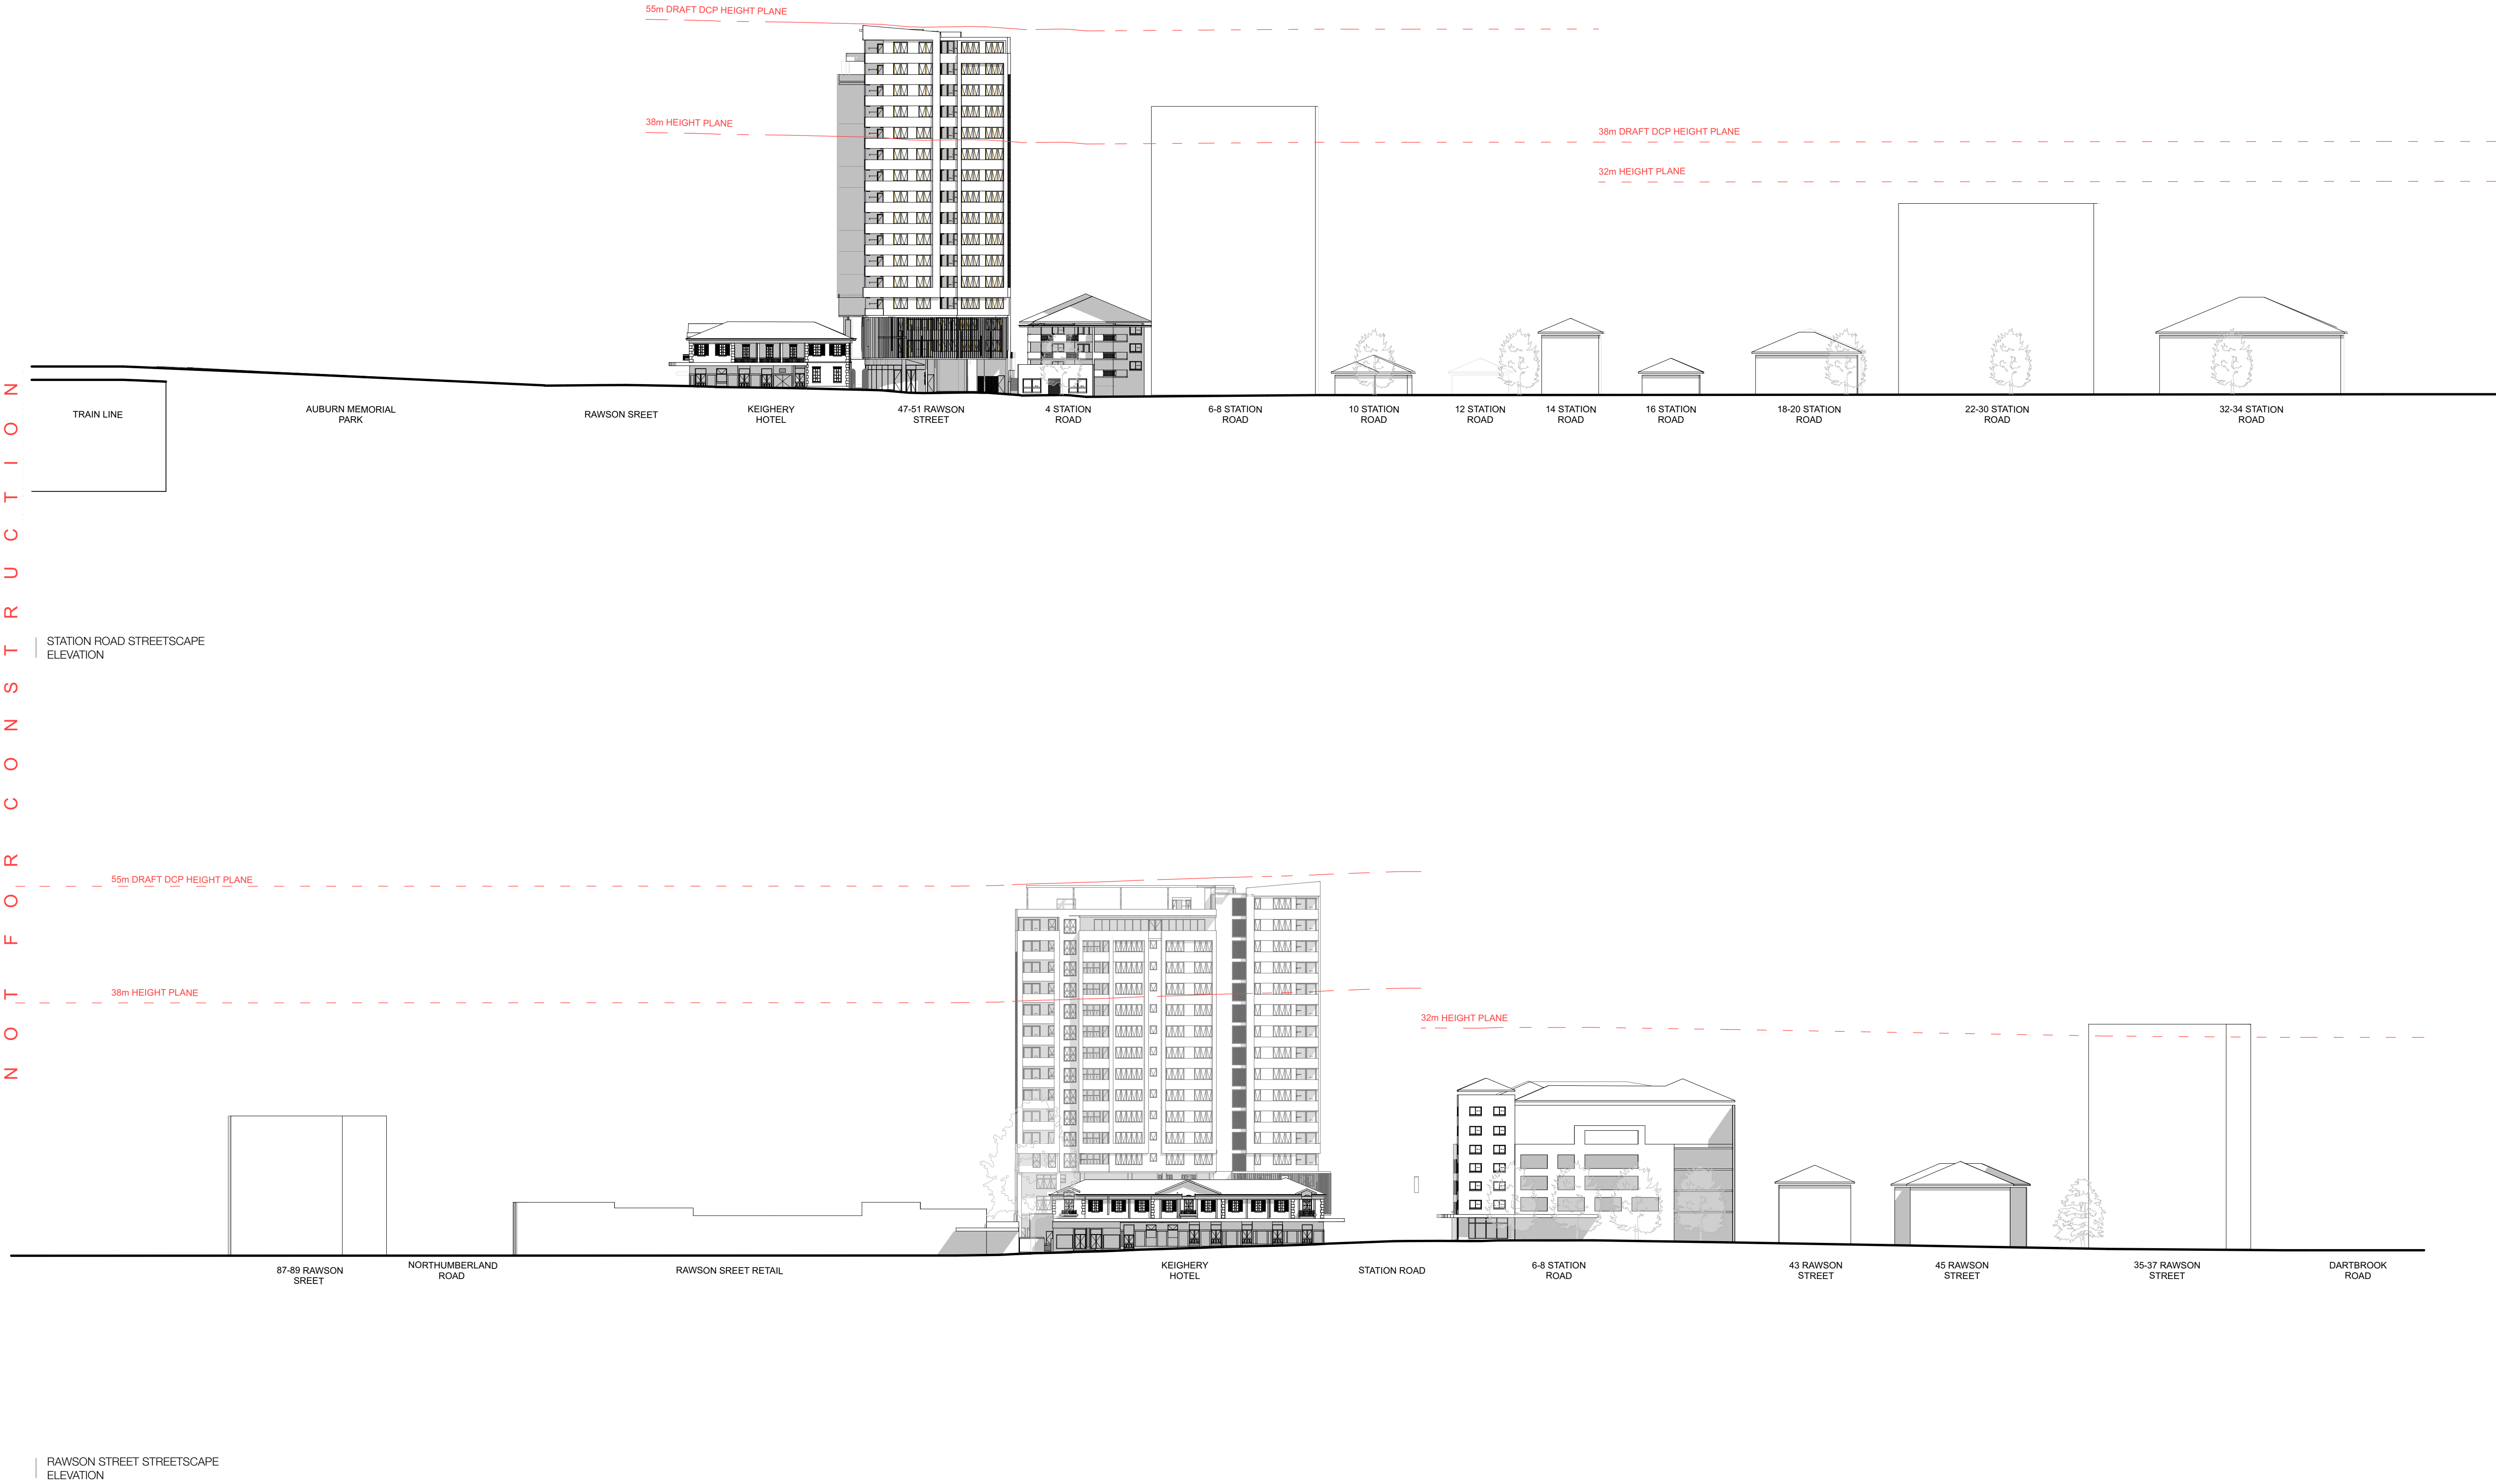 55m DRAFT DCP HEIGHT PLANE
38m HEIGHT PLANE
38m DRAFT DCP HEIGHT PLANE
32m HEIGHT PLANE
TRAIN LINE
AUBURN MEMORIAL
PARK
RAWSON SREET
KEIGHERY
HOTEL
47-51 RAWSON
STREET
4 STATION
ROAD
6-8 STATION
ROAD
10 STATION
ROAD
12 STATION
ROAD
14 STATION
ROAD
16 STATION
ROAD
18-20 STATION
ROAD
22-30 STATION
ROAD
32-34 STATION
ROAD
STATION ROAD STREETSCAPE
ELEVATION
NOT FOR CONSTRUCTION
55m DRAFT DCP HEIGHT PLANE
38m HEIGHT PLANE
32m HEIGHT PLANE
87-89 RAWSON
SREET
NORTHUMBERLAND
ROAD
RAWSON SREET RETAIL
KEIGHERY
HOTEL
STATION ROAD
6-8 STATION
ROAD
43 RAWSON
STREET
45 RAWSON
STREET
35-37 RAWSON
STREET
DARTBROOK
ROAD
RAWSON STREET STREETSCAPE
ELEVATION